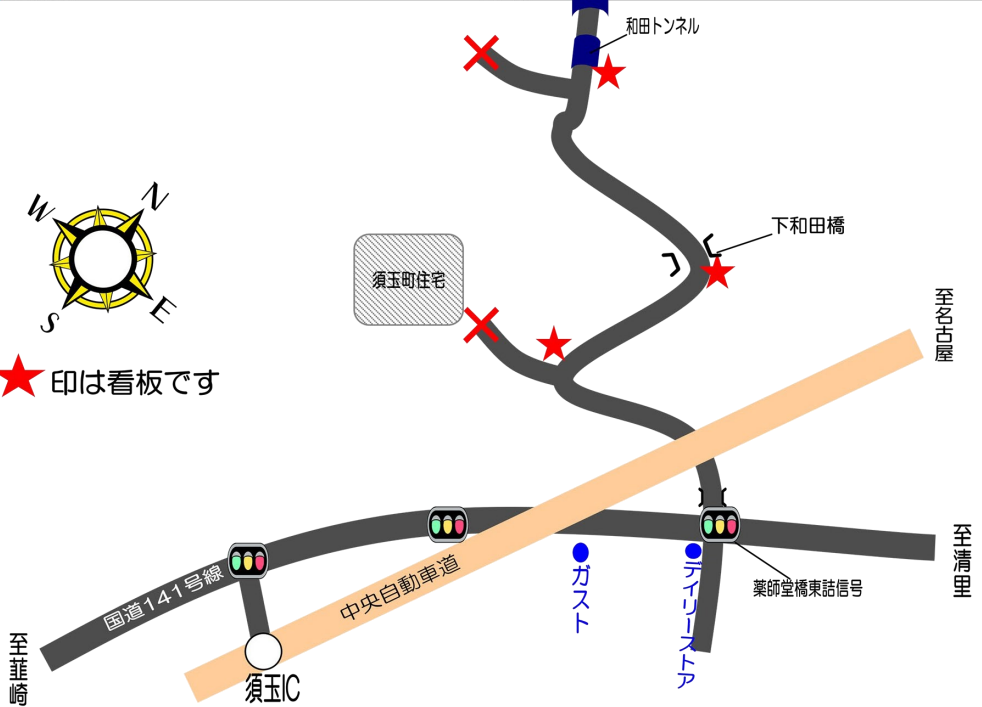 和田トンネル
W
N
S
E
下和田橋
須玉町住宅
至名古屋
印は看板です
国道141号線
中央自動車道
ガスト
デイリーストア
薬師堂橋東詰信号
至清里
至韮崎
須玉IC